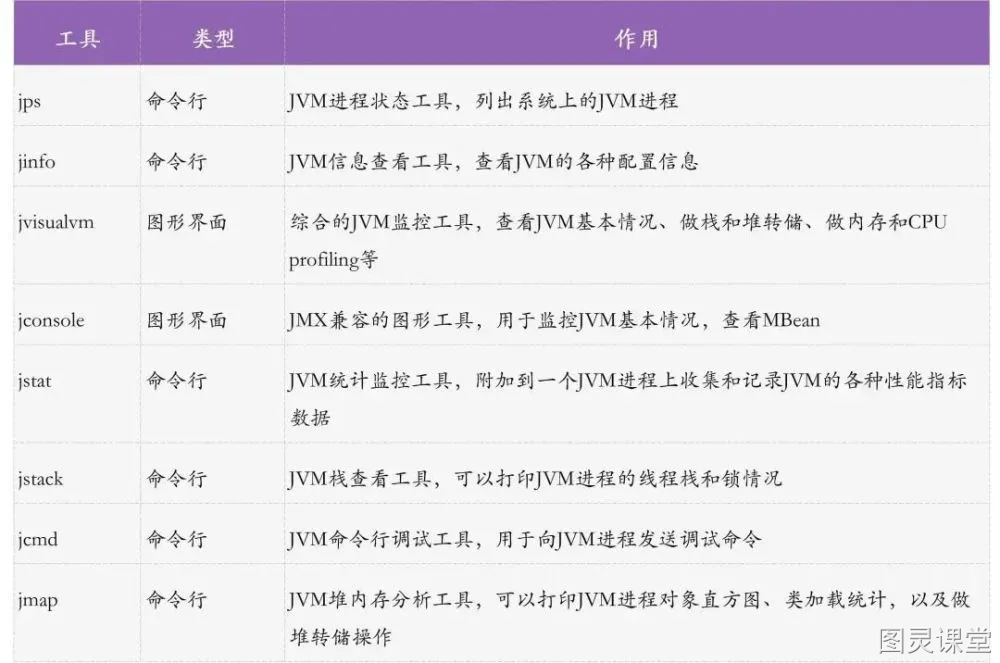 工具 类型 作用
jps 命令行 JVM进程状态工具，列出系统上的JVM进程
jinfo 命令行 JVM信息查看工具，查看JVM的各种配置信息
jvisualvm 图形界面 综合的JVM监控工具，查看JVM基本情况、做栈和堆转储、做内存和CPU
profiling等
jconsole 图形界面 JMX兼容的图形工具，用于监控JVM基本情况，查看MBean
jstat 命令行 JVM统计监控工具，附加到一个JVM进程上收集和记录JVM的各种性能指标
数据
jstack 命令行 JVM栈查看工具，可以打印JVM进程的线程栈和锁情况
jcmd 命令行 JVM命令行调试工具，用于向JVM进程发送调试命令
jmap 命令行 JVM堆内存分析工具，可以打印JVM进程对象直方图、类加载统计，以及做
堆转储操作
图灵课堂